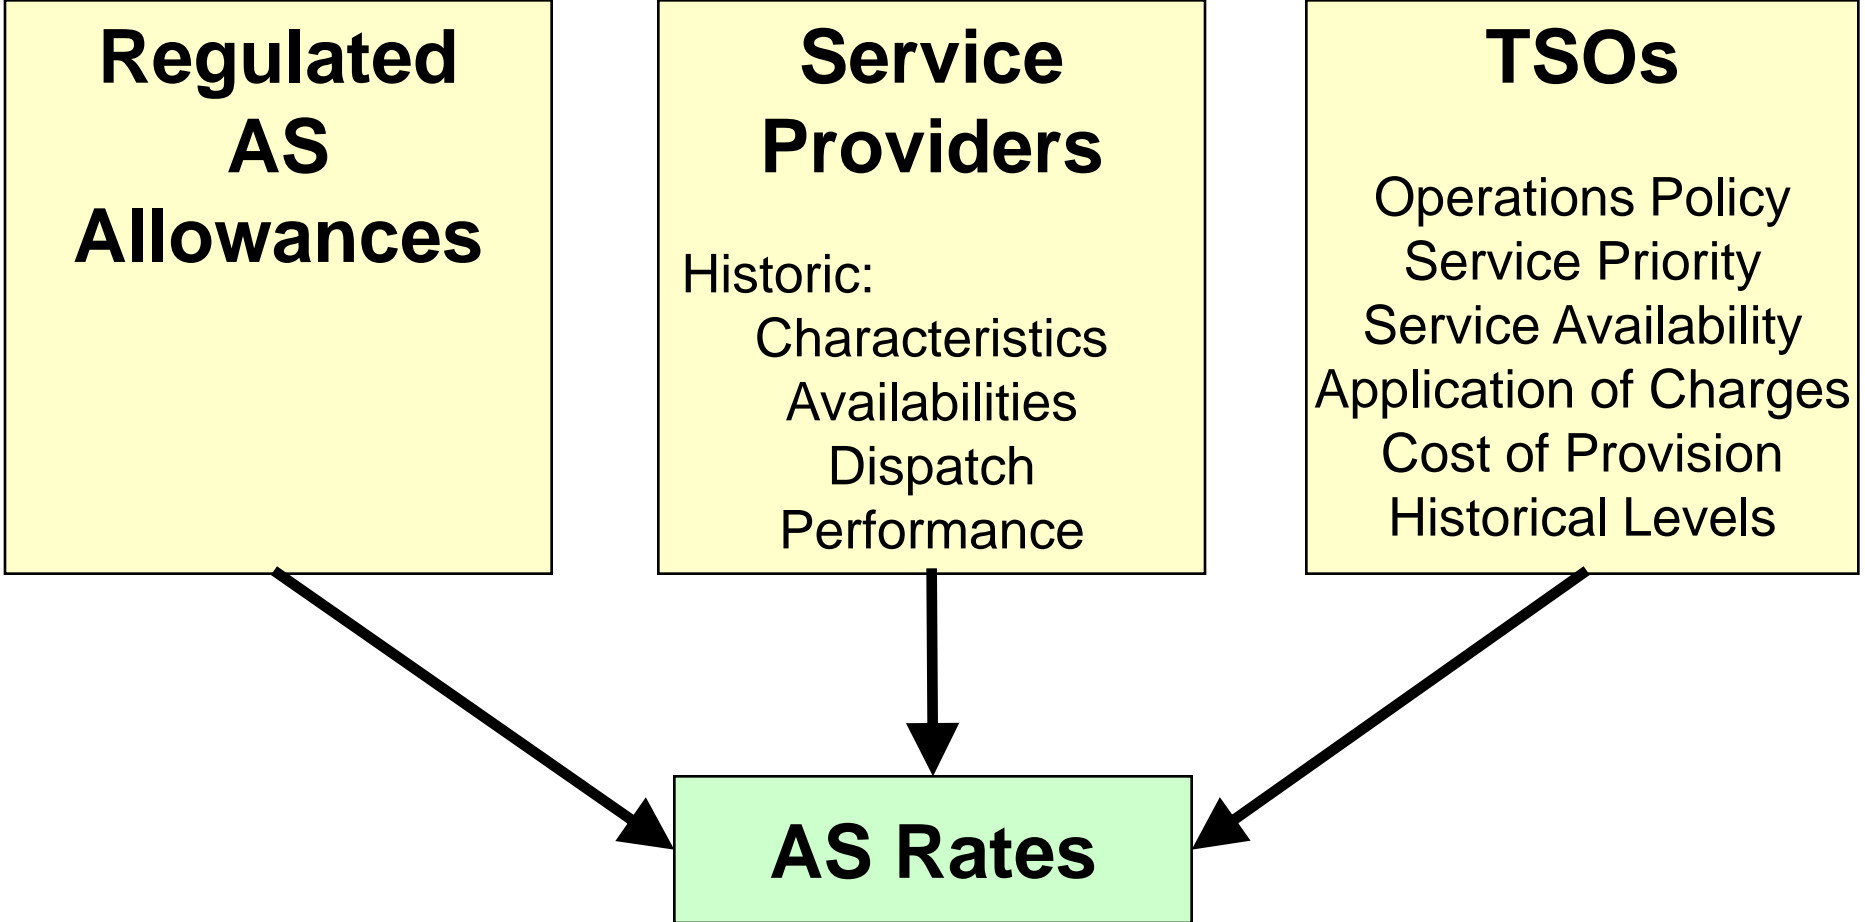 Regulated
AS
Allowances
Service
Providers
Historic:
Characteristics
Availabilities
Dispatch
Performance
TSOs
Operations Policy
Service Priority
Service Availability
Application of Charges
Cost of Provision
Historical Levels
AS Rates